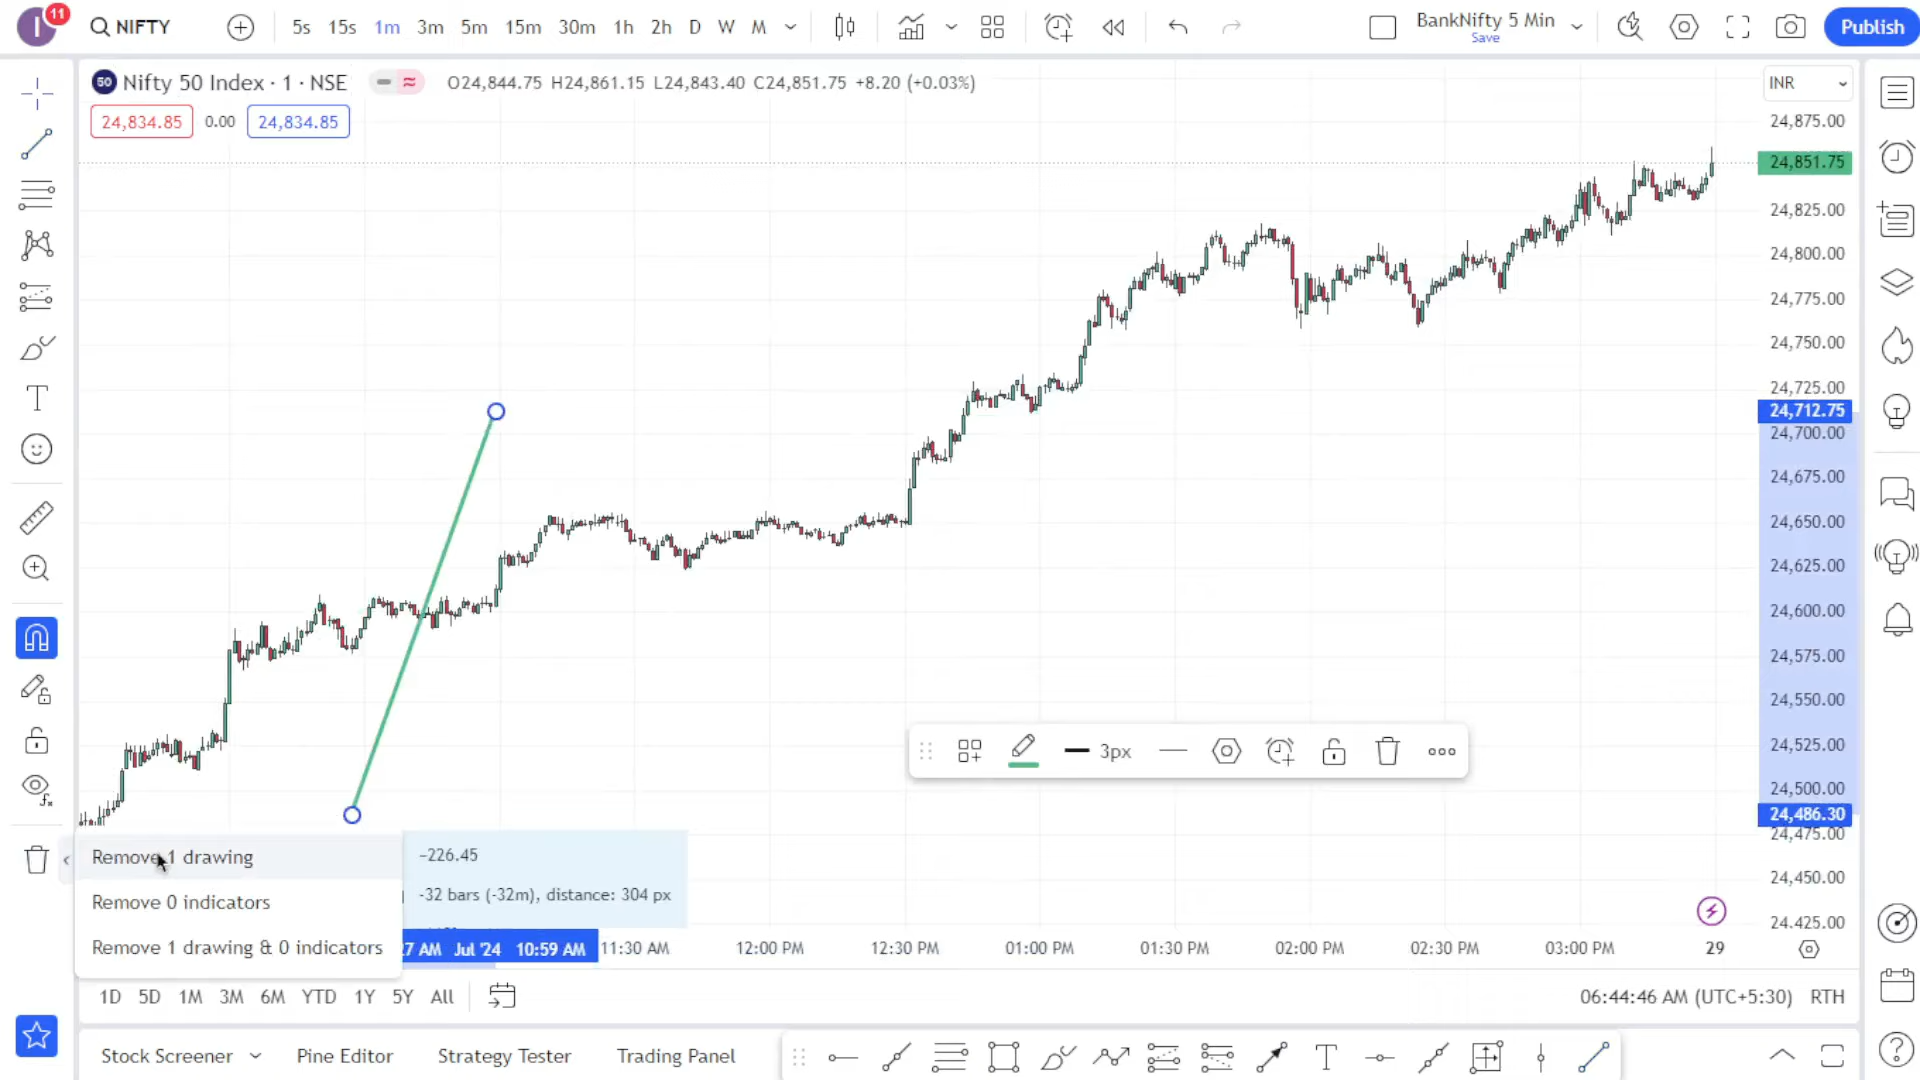 I
11
NIFTY
5s 15s 1m 3m 5m 15m 30m 1h 2h D W M
BankNifty 5 Min
Save
Publish
50 Nifty 50 Index · 1 · NSE
O24,844.75 H24,861.15 L24,843.40 C24,851.75 +8.20 (+0.03%)
INR
24,834.85 0.00 24,834.85
24,875.00
24,851.75
24,825.00
24,800.00
24,775.00
24,750.00
24,725.00
24,712.75
24,700.00
24,675.00
24,650.00
24,625.00
24,600.00
24,575.00
24,550.00
24,525.00
24,500.00
24,486.30
24,475.00
24,450.00
24,425.00
3px
Remove 1 drawing
Remove 0 indicators
Remove 1 drawing & 0 indicators
−226.45
-32 bars (-32m), distance: 304 px
27 AM Jul '24 10:59 AM 11:30 AM 12:00 PM 12:30 PM 01:00 PM 01:30 PM 02:00 PM 02:30 PM 03:00 PM 29
1D 5D 1M 3M 6M YTD 1Y 5Y All
06:44:46 AM (UTC+5:30) RTH
Stock Screener Pine Editor Strategy Tester Trading Panel